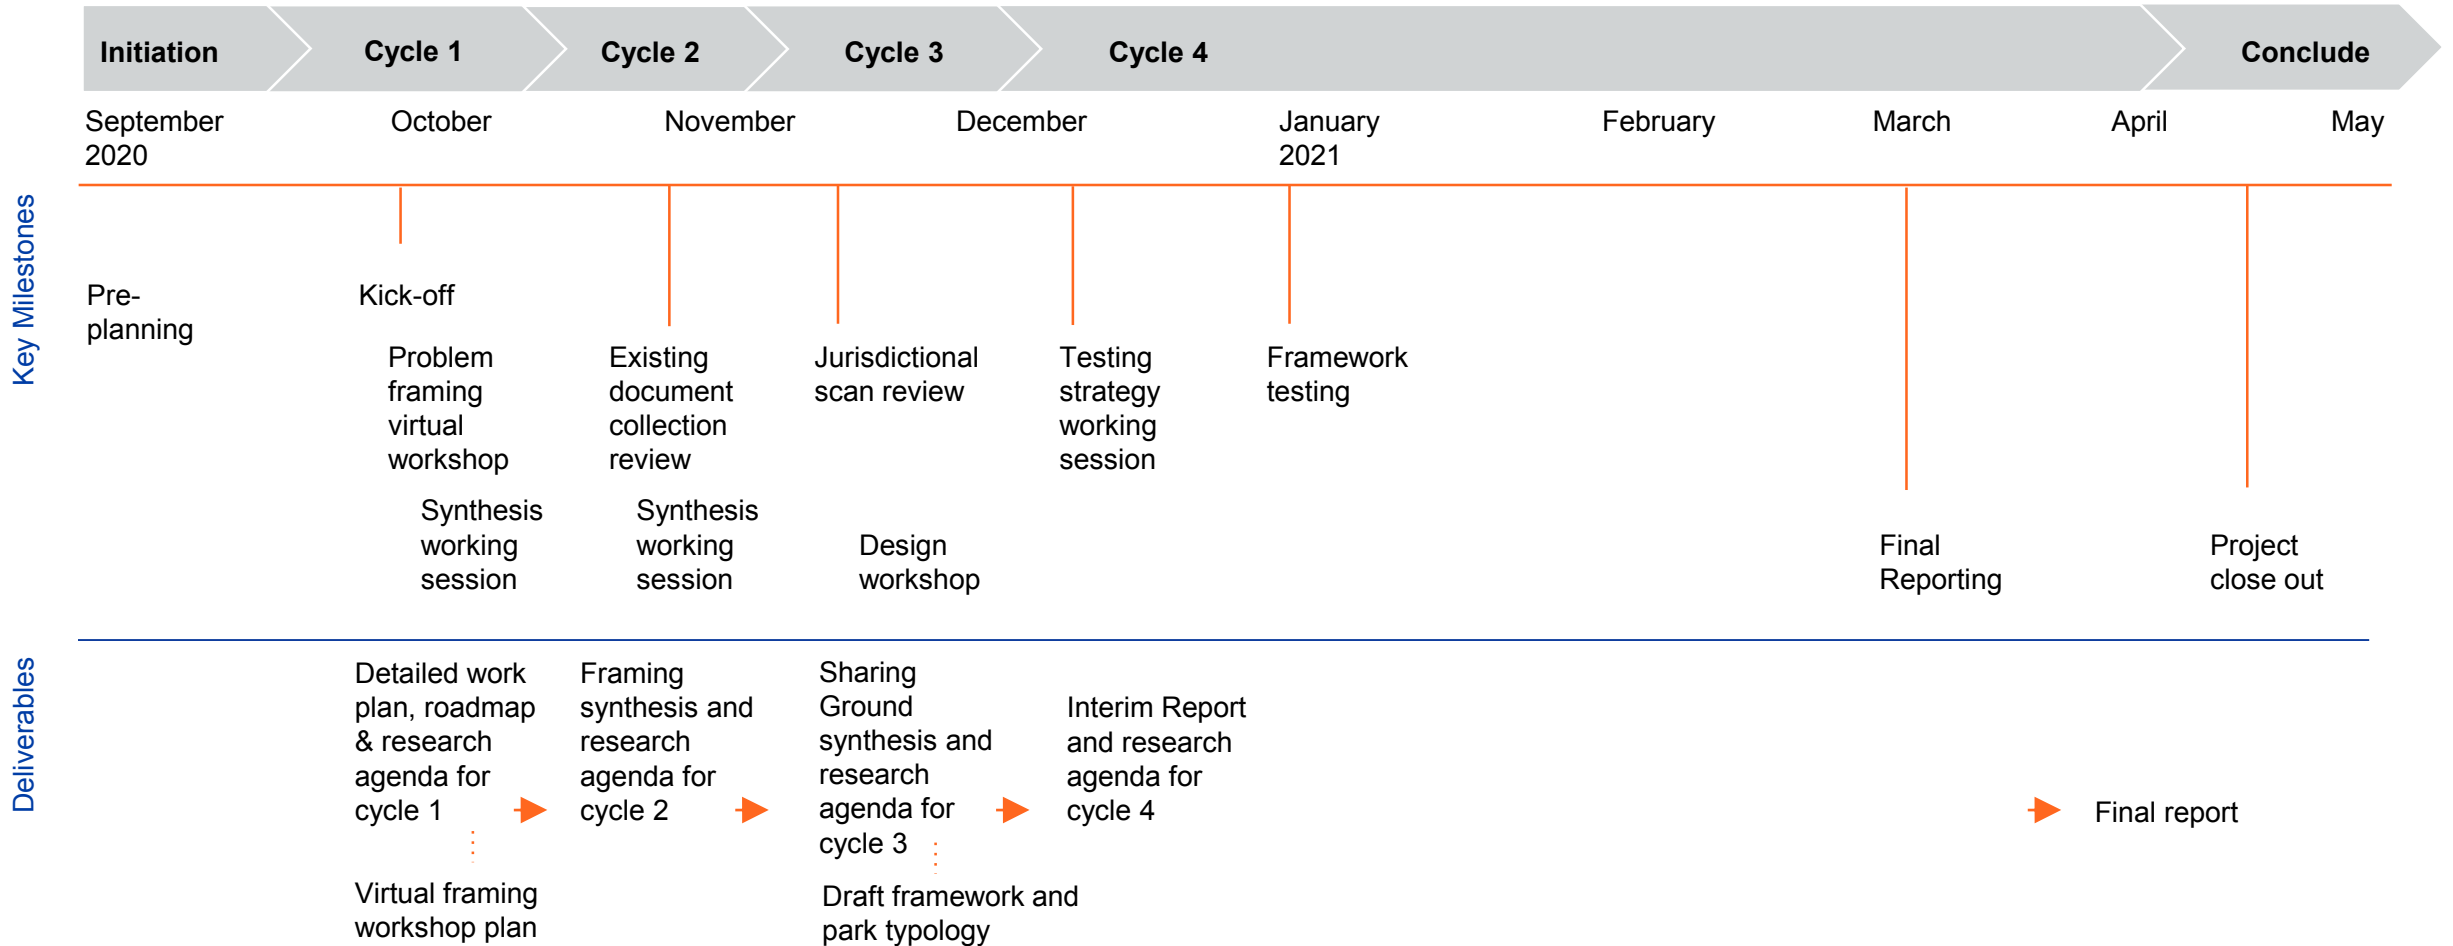 Initiation
Cycle 1
Cycle 2
Cycle 3
Cycle 4
Conclude
September
2020
October
November
December
January
2021
February
March
April
May
Key Milestones
Pre-
planning
Kick-off
Problem
framing
virtual
workshop
Synthesis
working
session
Existing
document
collection
review
Synthesis
working
session
Jurisdictional
scan review
Design
workshop
Testing
strategy
working
session
Framework
testing
Final
Reporting
Project
close out
Deliverables
Detailed work
plan, roadmap
& research
agenda for
cycle 1
Virtual framing
workshop plan
Framing
synthesis and
research
agenda for
cycle 2
Sharing
Ground
synthesis and
research
agenda for
cycle 3
Draft framework and
park typology
Interim Report
and research
agenda for
cycle 4
Final report